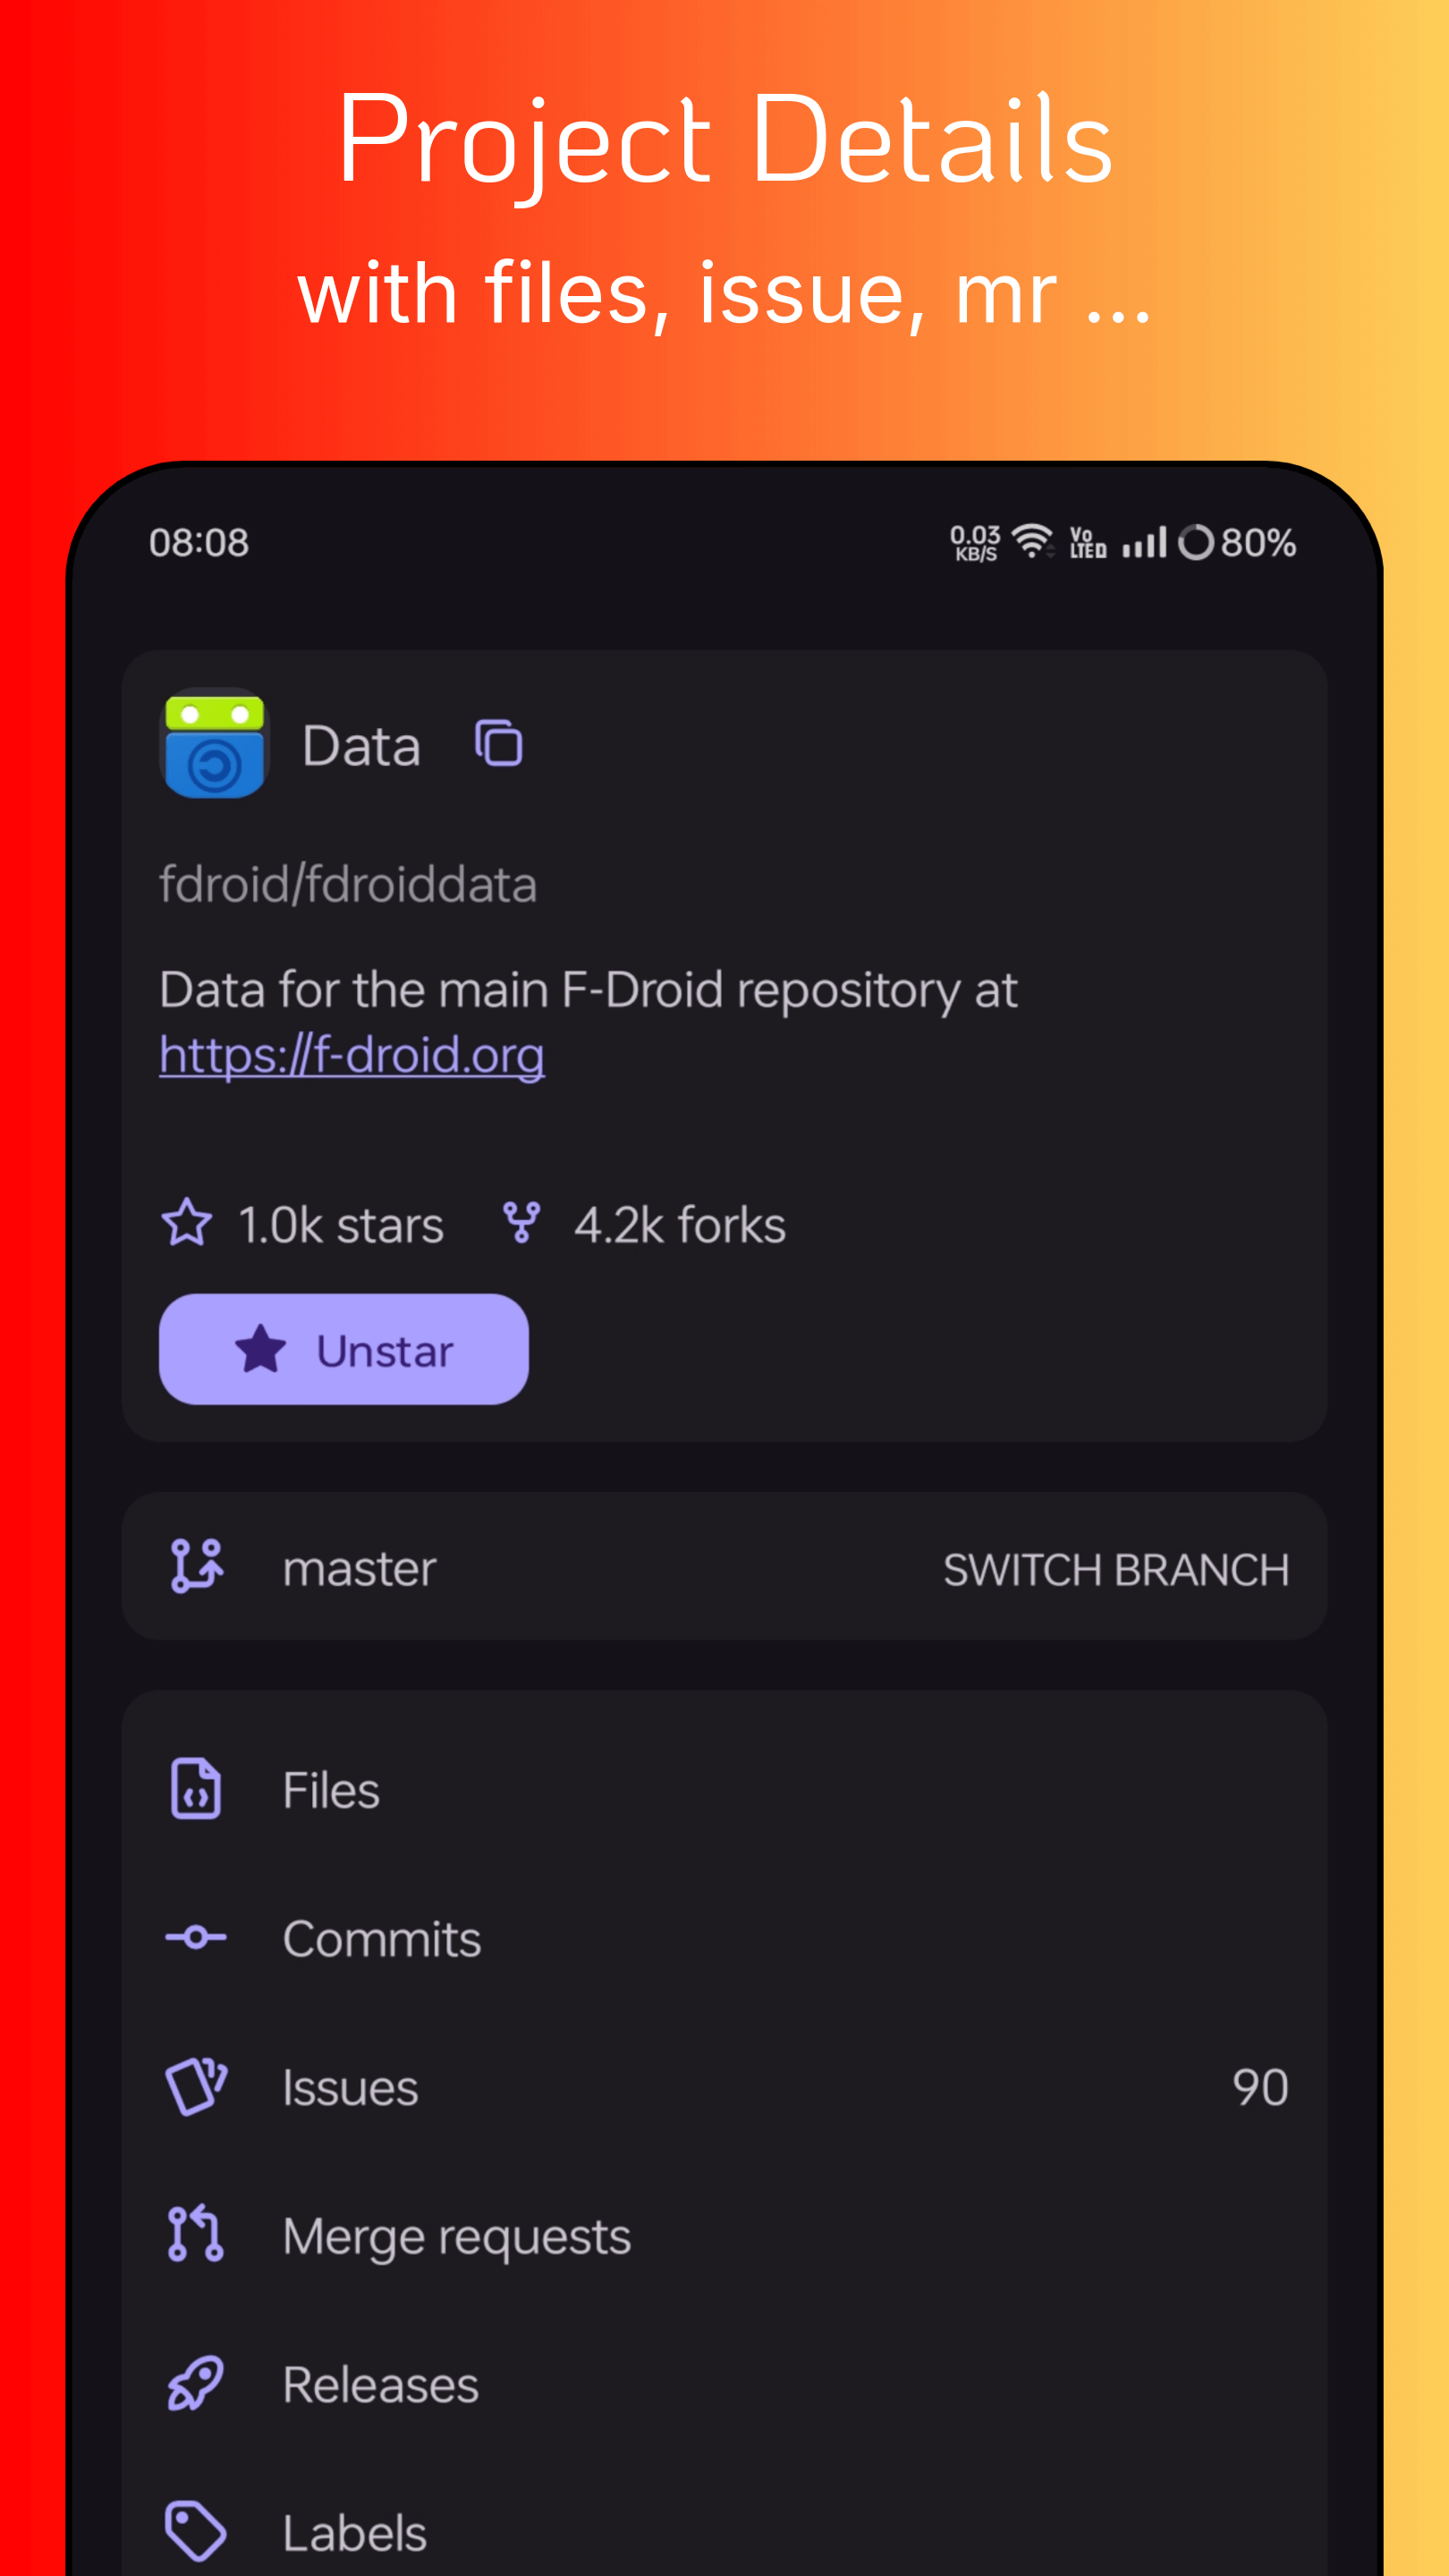 Project Details
with files, issue, mr ...
08:08
0.03
KB/S
Vo
LTE
80%
Data
fdroid/fdroiddata
Data for the main F-Droid repository at
https://f-droid.org
1.0k stars
4.2k forks
Unstar
master
SWITCH BRANCH
Files
Commits
Issues
90
Merge requests
Releases
Labels